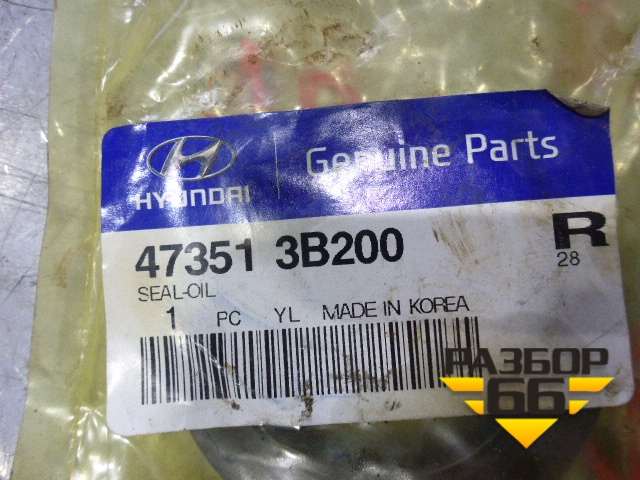 HYUNDAI
Genuine Parts
47351 3B200
R
28
SEAL-OIL
1 PC YL MADE IN KOREA
РАЗБОР
66